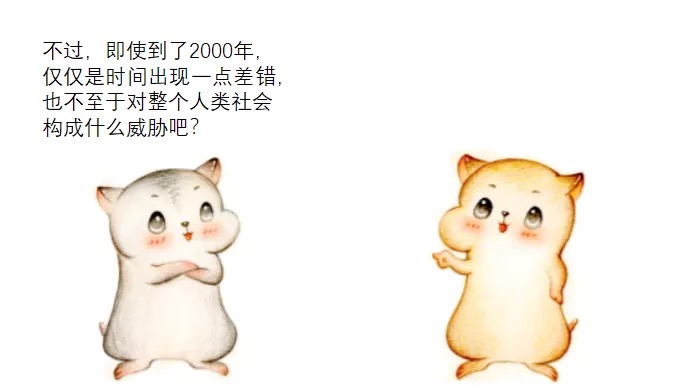 不过，即使到了2000年，
仅仅是时间出现一点差错，
也不至于对整个人类社会
构成什么威胁吧？